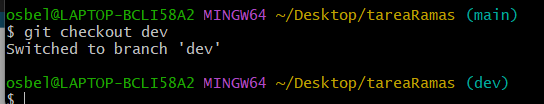 osbel@LAPTOP-BCLI58A2 MINGW64 ~/Desktop/tareaRamas (main)
$ git checkout dev
Switched to branch 'dev'
osbel@LAPTOP-BCLI58A2 MINGW64 ~/Desktop/tareaRamas (dev)
$